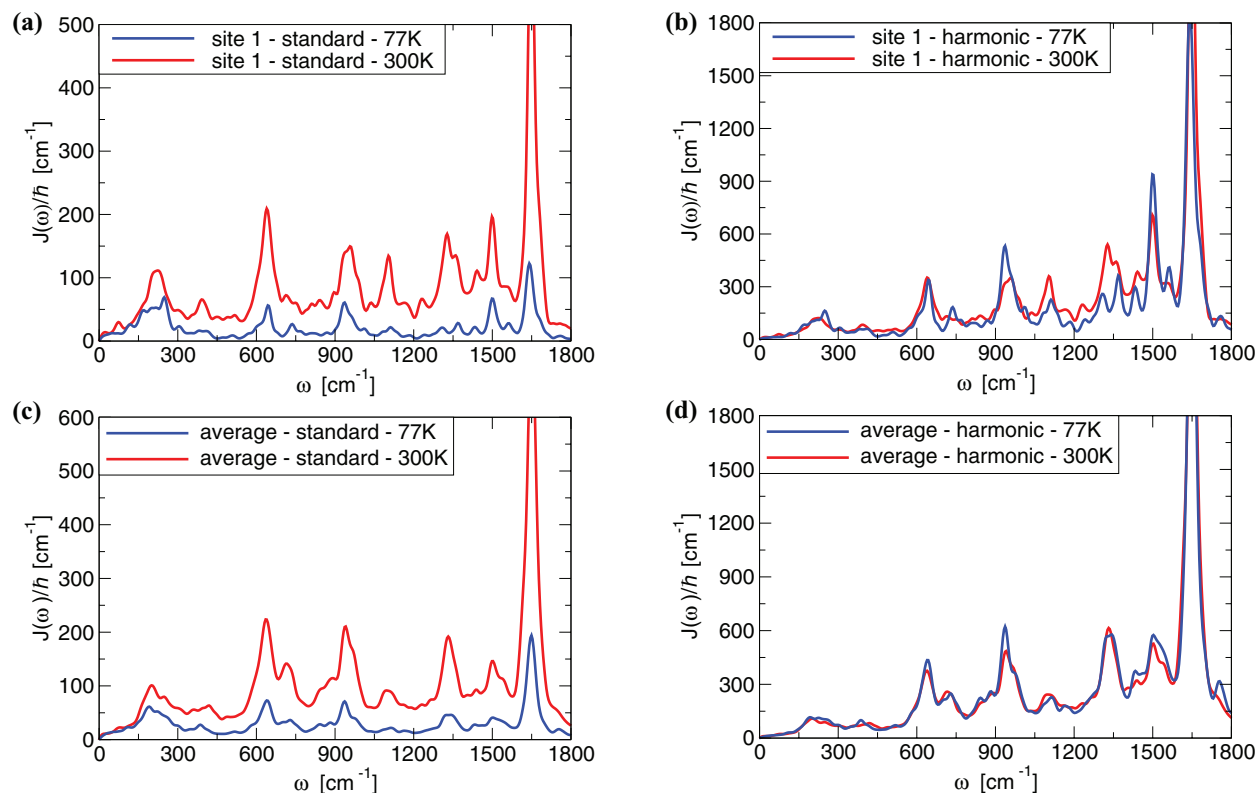 (a)
500
400
300
200
100
0
J(ω)/ℏ [cm⁻¹]
site 1 - standard - 77K
site 1 - standard - 300K
0 300 600 900 1200 1500 1800
ω [cm⁻¹]
(b)
1800
1500
1200
900
600
300
0
J(ω)/ℏ [cm⁻¹]
site 1 - harmonic - 77K
site 1 - harmonic - 300K
0 300 600 900 1200 1500 1800
ω [cm⁻¹]
(c)
600
500
400
300
200
100
0
J(ω)/ℏ [cm⁻¹]
average - standard - 77K
average - standard - 300K
0 300 600 900 1200 1500 1800
ω [cm⁻¹]
(d)
1800
1500
1200
900
600
300
0
J(ω)/ℏ [cm⁻¹]
average - harmonic - 77K
average - harmonic - 300K
0 300 600 900 1200 1500 1800
ω [cm⁻¹]